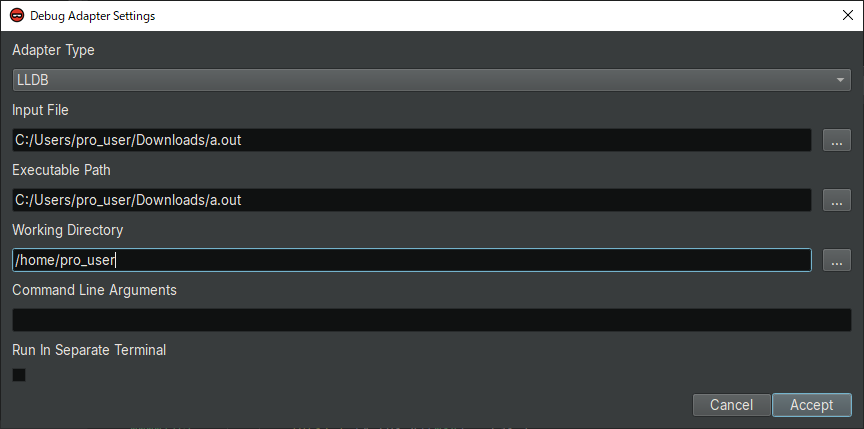 Debug Adapter Settings
Adapter Type
LLDB
Input File
C:/Users/pro_user/Downloads/a.out
...
Executable Path
C:/Users/pro_user/Downloads/a.out
...
Working Directory
/home/pro_user
...
Command Line Arguments
Run In Separate Terminal
Cancel
Accept